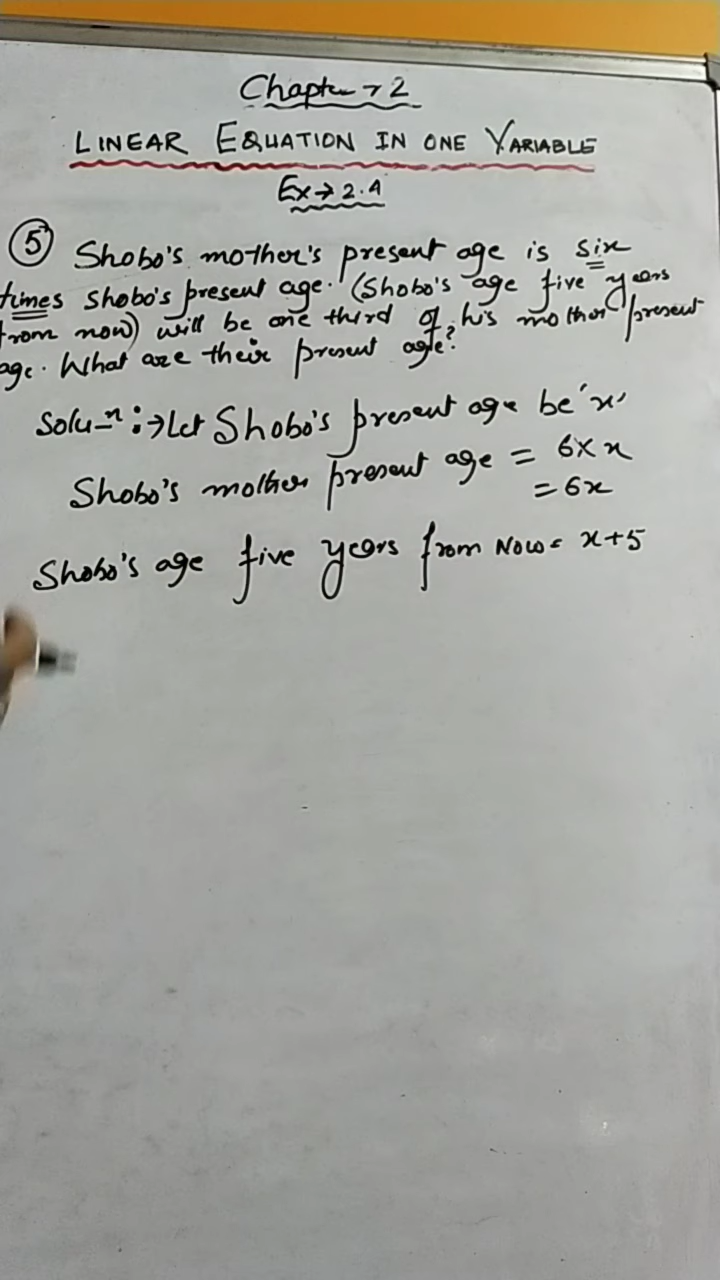 Chapter → 2
LINEAR EQUATION IN ONE VARIABLE
Ex → 2.4
⑤ Shobo's mother's present age is six
times shobo's present age. (Shobo's age five years
from now) will be one third of his mother present
age. What are their present age?
Solu-n :→ Let Shobo's present age be 'x'
Shobo's mother present age = 6 × x
= 6x
Shobo's age five years from Now = x+5